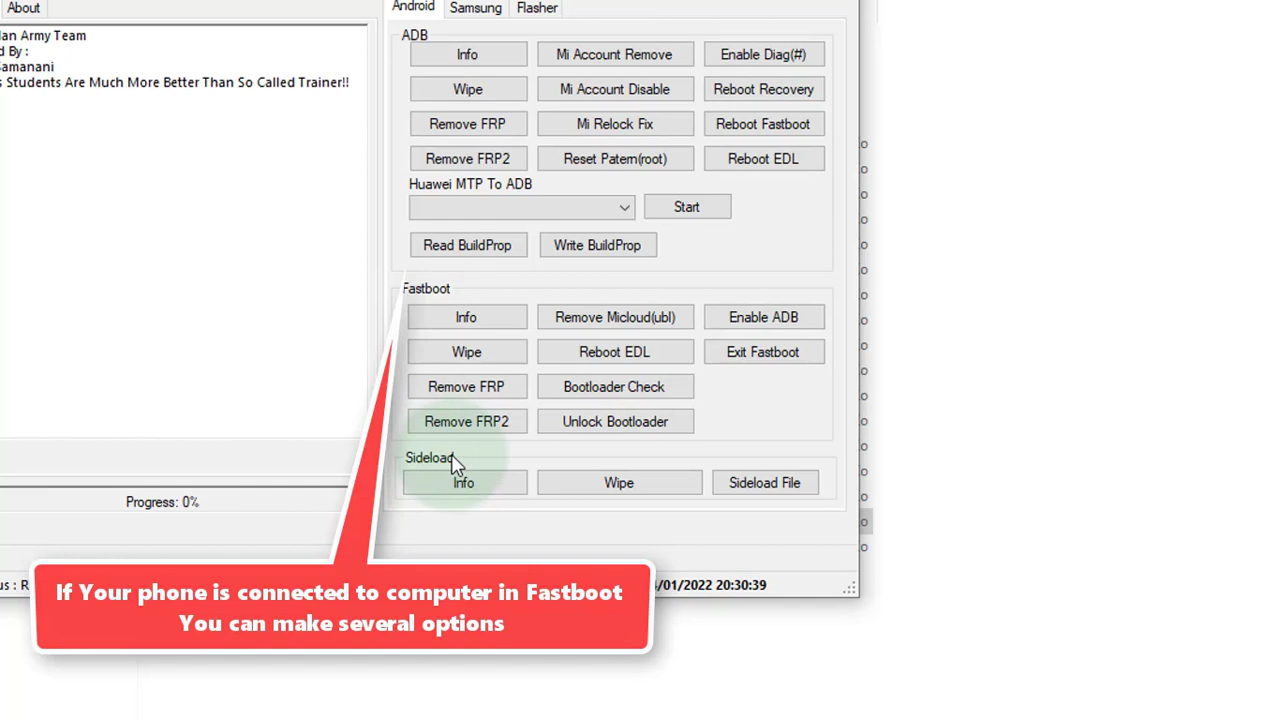 About
Android Samsung Flasher
an Army Team
d By :
Samanani
s Students Are Much More Better Than So Called Trainer!!
ADB
Info Mi Account Remove Enable Diag(#)
Wipe Mi Account Disable Reboot Recovery
Remove FRP Mi Relock Fix Reboot Fastboot
Remove FRP2 Reset Patern(root) Reboot EDL
Huawei MTP To ADB
Start
Read BuildProp Write BuildProp
Fastboot
Info Remove Micloud(ubl) Enable ADB
Wipe Reboot EDL Exit Fastboot
Remove FRP Bootloader Check
Remove FRP2 Unlock Bootloader
Sideload
Info Wipe Sideload File
Progress: 0%
us : R
/01/2022 20:30:39
If Your phone is connected to computer in Fastboot
You can make several options